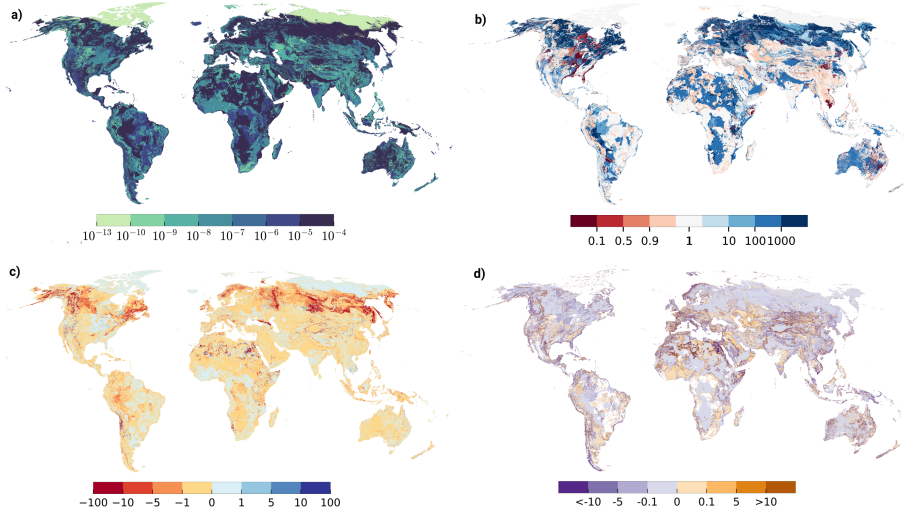 a)
b)
10⁻¹³ 10⁻¹⁰ 10⁻⁹ 10⁻⁸ 10⁻⁷ 10⁻⁶ 10⁻⁵ 10⁻⁴
0.1 0.5 0.9 1 10 100 1000
c)
d)
−100 −10 −5 −1 0 1 5 10 100
<-10 -5 -0.1 0 0.1 5 >10